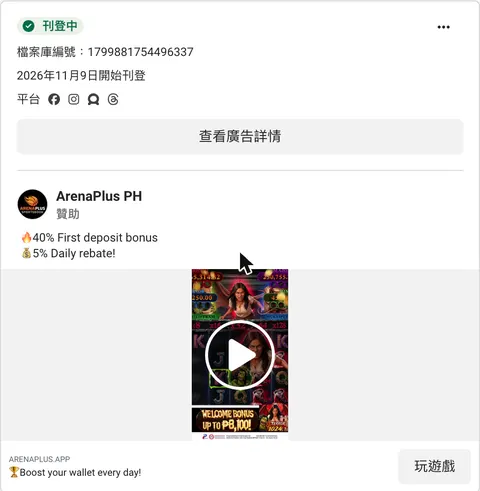 刊登中
檔案庫編號：1799881754496337
2026年11月9日開始刊登
平台
查看廣告詳情
ArenaPlus PH
贊助
🔥40% First deposit bonus
💰5% Daily rebate!
250.00
WELCOME BONUS
UP TO ₱8,100!
ARENAPLUS.APP
🏆Boost your wallet every day!
玩遊戲